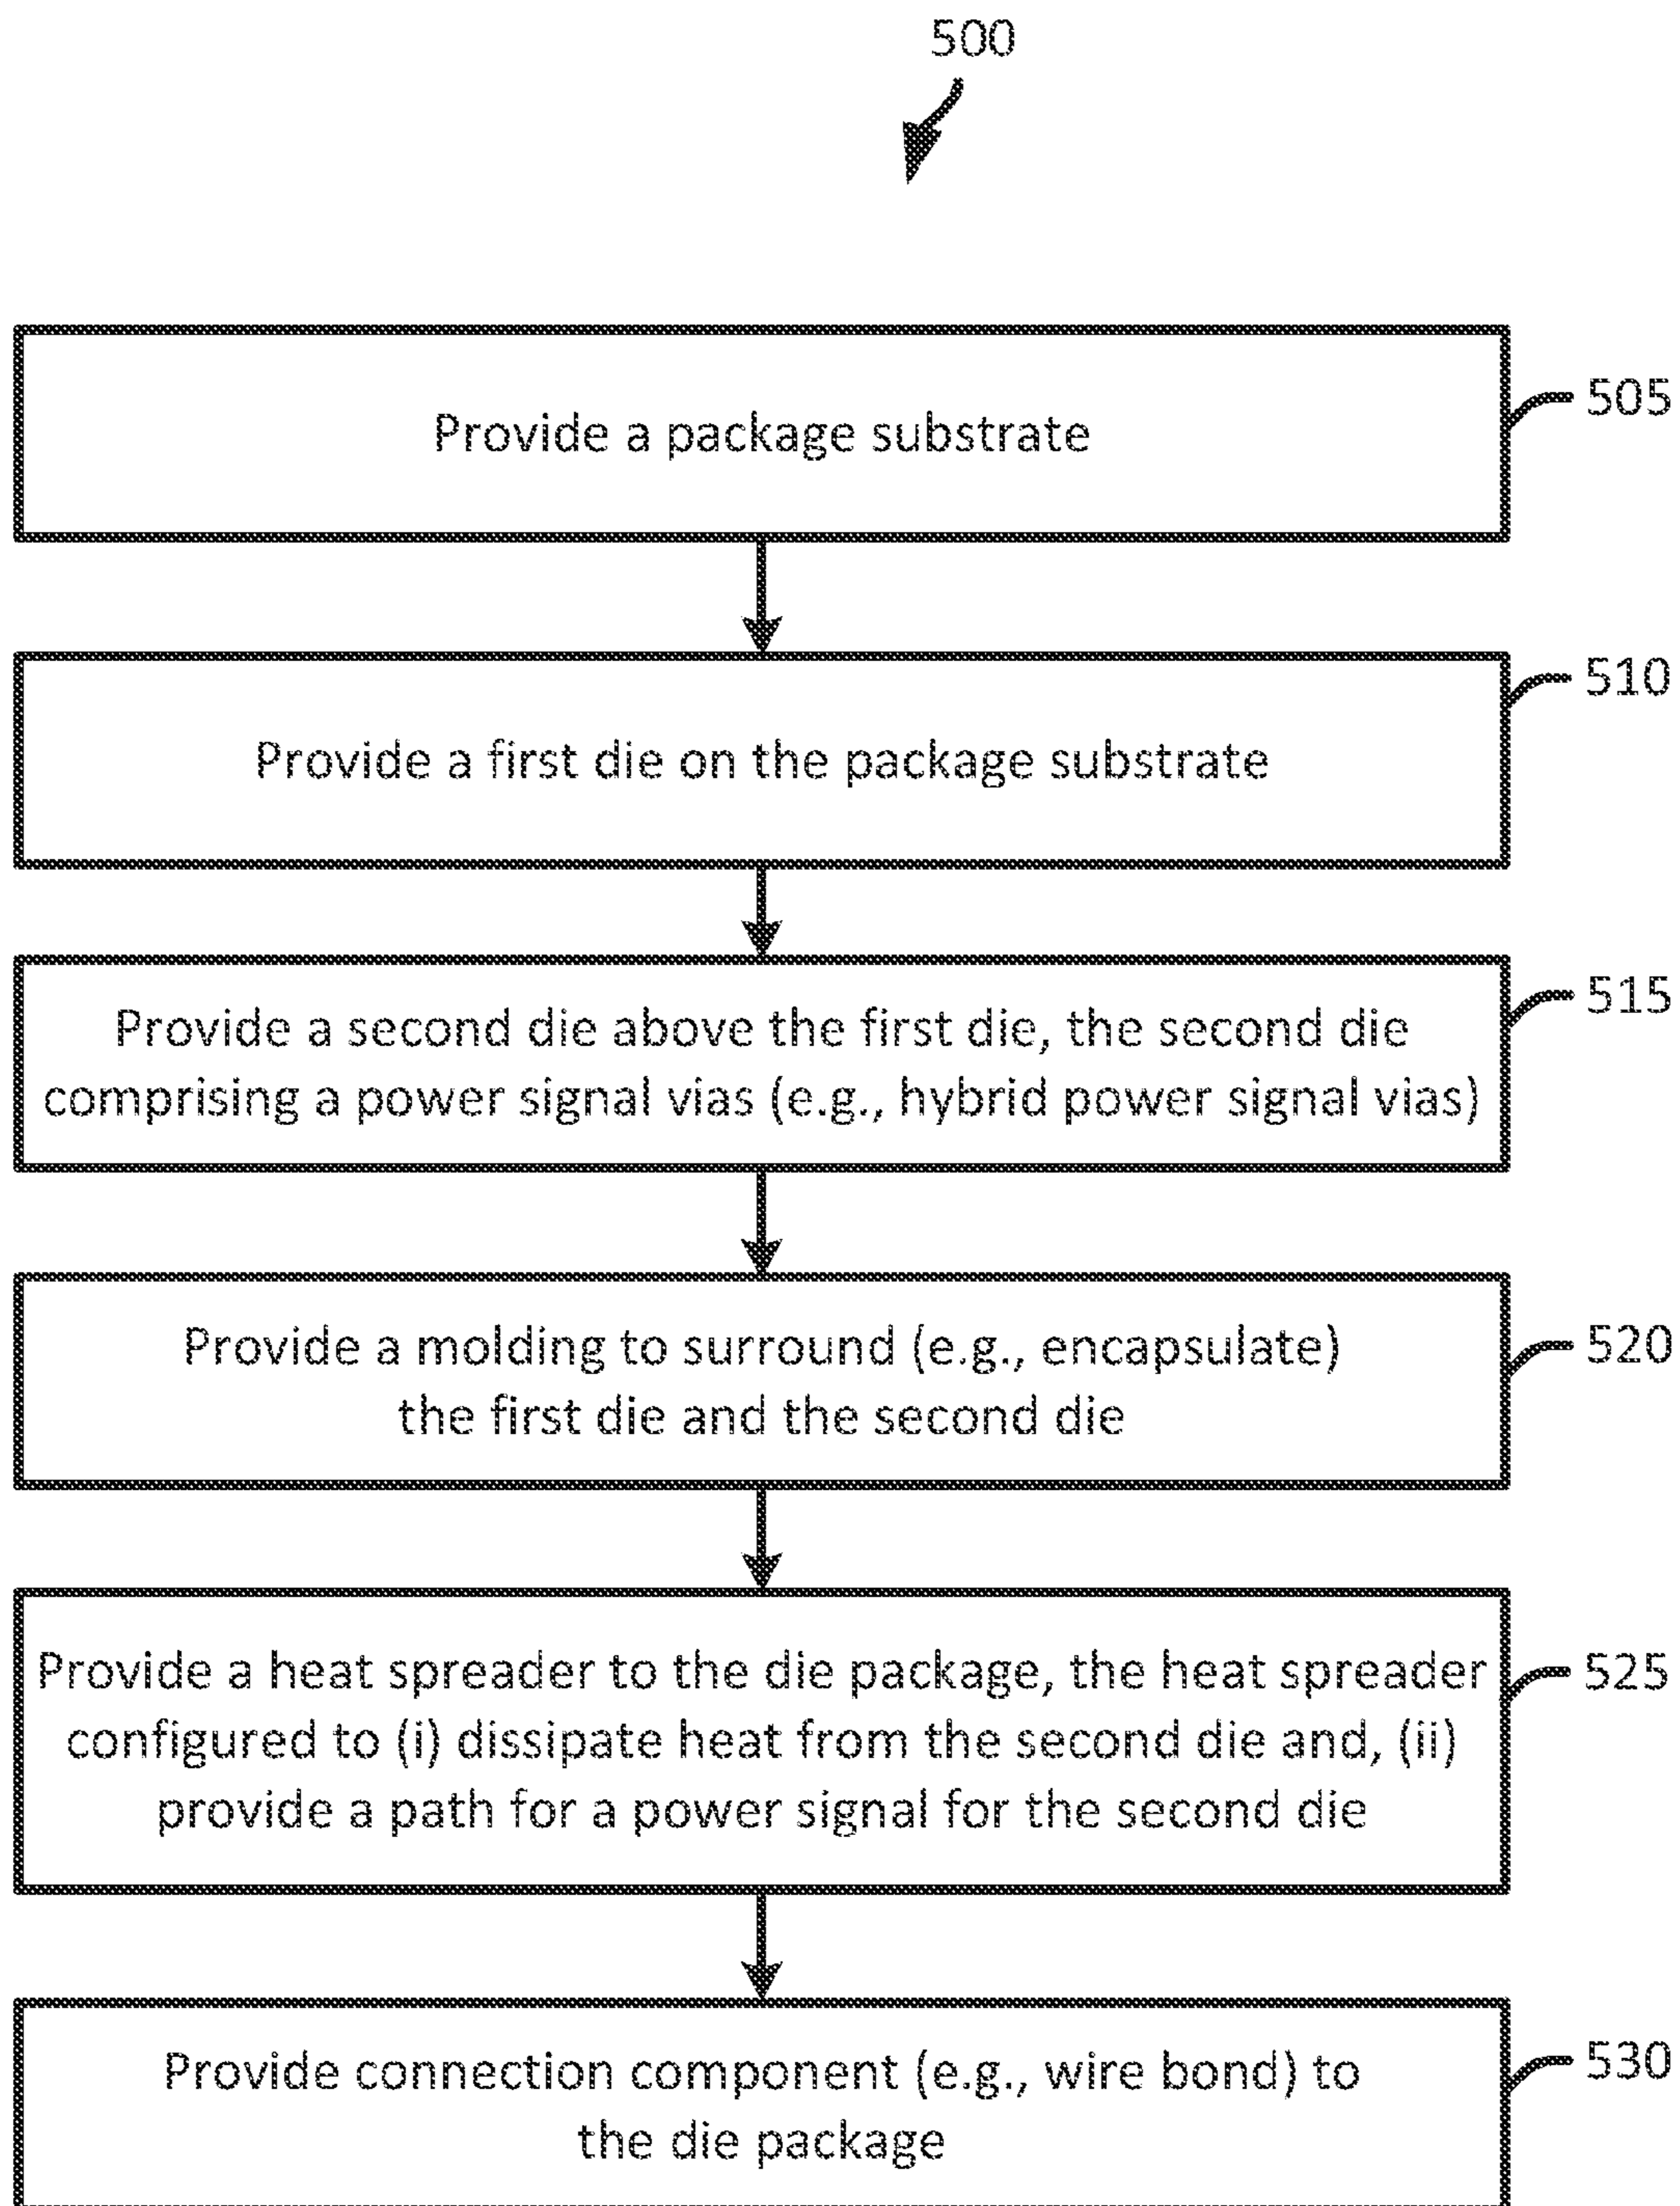 500
Provide a package substrate
505
Provide a first die on the package substrate
510
Provide a second die above the first die, the second die
comprising a power signal vias (e.g., hybrid power signal vias)
515
Provide a molding to surround (e.g., encapsulate)
the first die and the second die
520
Provide a heat spreader to the die package, the heat spreader
configured to (i) dissipate heat from the second die and, (ii)
provide a path for a power signal for the second die
525
Provide connection component (e.g., wire bond) to
the die package
530